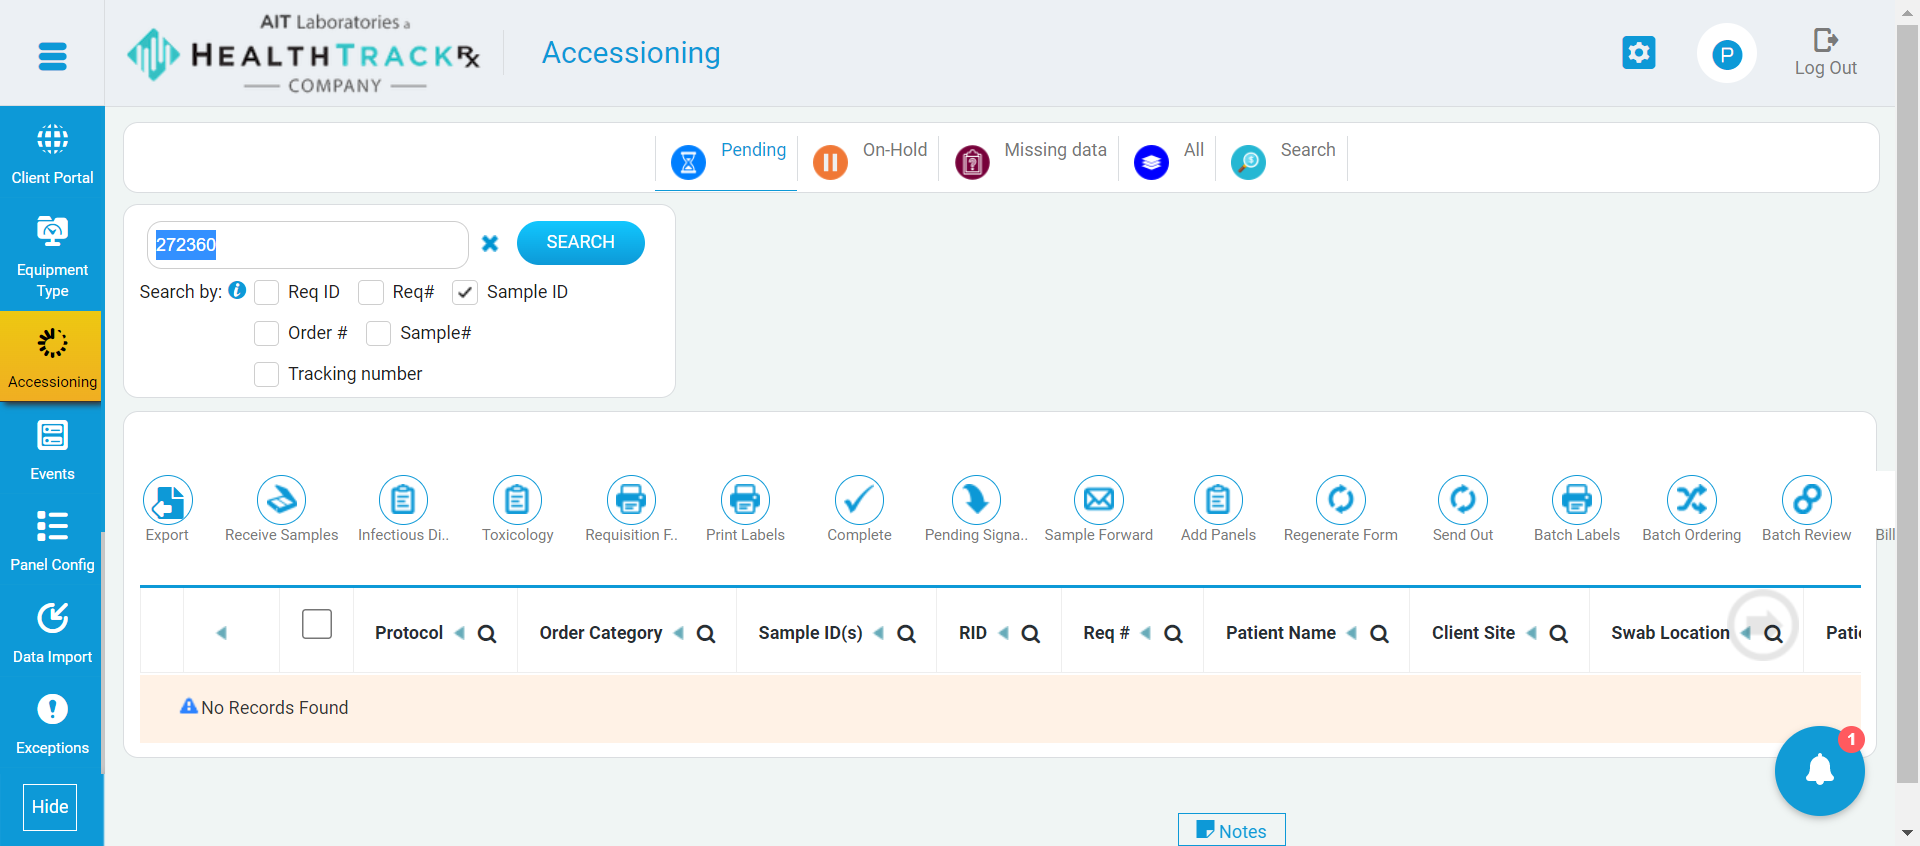 AIT Laboratories a
HEALTHTRACKRx
COMPANY
Accessioning
P
Log Out
Client Portal
Equipment
Type
Accessioning
Events
Panel Config
Data Import
Exceptions
Hide
Pending
On-Hold
Missing data
All
Search
272360
SEARCH
Search by: Req ID Req# Sample ID
Order # Sample#
Tracking number
Export Receive Samples Infectious Di.. Toxicology Requisition F.. Print Labels Complete Pending Signa.. Sample Forward Add Panels Regenerate Form Send Out Batch Labels Batch Ordering Batch Review Bill
Protocol Order Category Sample ID(s) RID Req # Patient Name Client Site Swab Location Patie
No Records Found
1
Notes